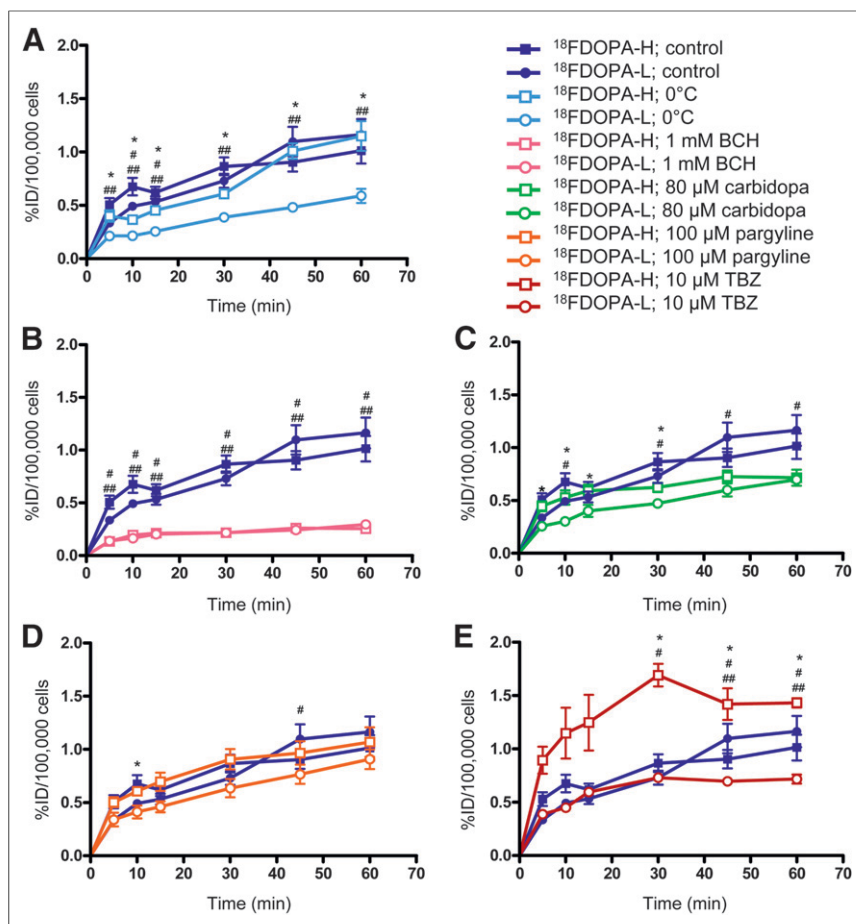 A
2.0
1.5
1.0
0.5
0.0
%ID/100,000 cells
* ##
* # ##
* # ##
* ##
* ##
* ##
0 10 20 30 40 50 60 70
Time (min)
¹⁸FDOPA-H; control
¹⁸FDOPA-L; control
¹⁸FDOPA-H; 0°C
¹⁸FDOPA-L; 0°C
¹⁸FDOPA-H; 1 mM BCH
¹⁸FDOPA-L; 1 mM BCH
¹⁸FDOPA-H; 80 µM carbidopa
¹⁸FDOPA-L; 80 µM carbidopa
¹⁸FDOPA-H; 100 µM pargyline
¹⁸FDOPA-L; 100 µM pargyline
¹⁸FDOPA-H; 10 µM TBZ
¹⁸FDOPA-L; 10 µM TBZ
B
2.0
1.5
1.0
0.5
0.0
%ID/100,000 cells
# ##
# ##
# ##
# ##
# ##
# ##
0 10 20 30 40 50 60 70
Time (min)
C
2.0
1.5
1.0
0.5
0.0
%ID/100,000 cells
*
* #
*
* #
#
#
0 10 20 30 40 50 60 70
Time (min)
D
2.0
1.5
1.0
0.5
0.0
%ID/100,000 cells
*
#
0 10 20 30 40 50 60 70
Time (min)
E
2.0
1.5
1.0
0.5
0.0
%ID/100,000 cells
* #
* # ##
* # ##
0 10 20 30 40 50 60 70
Time (min)